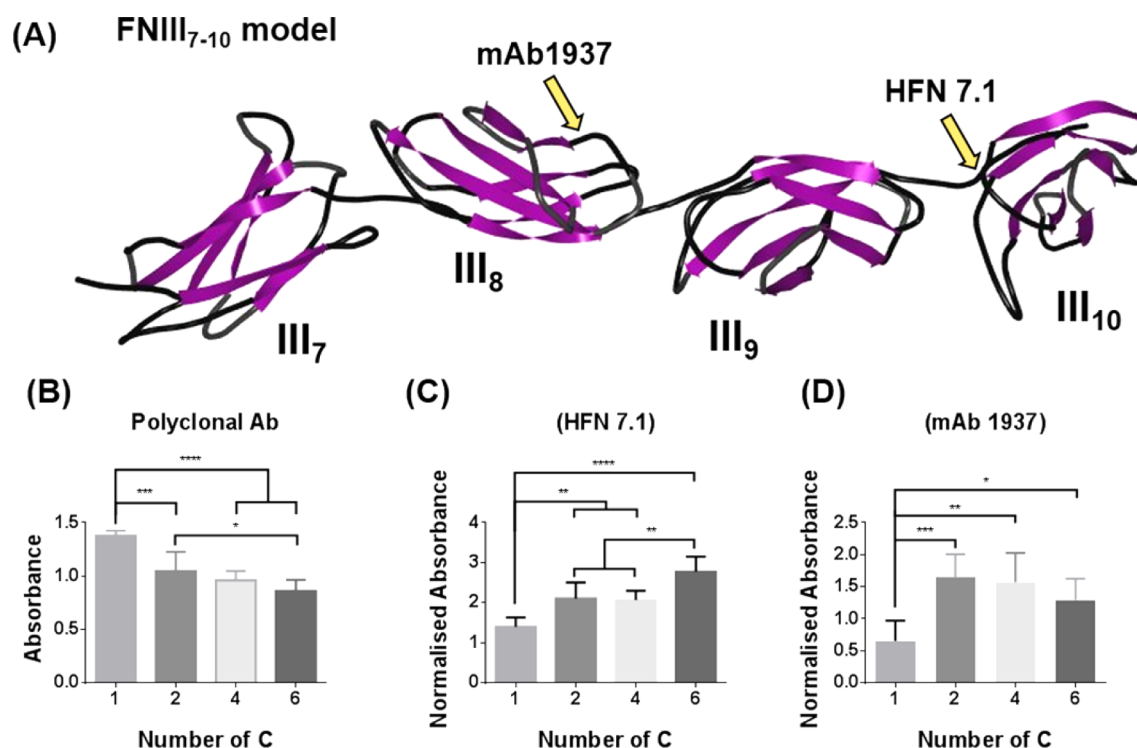 (A) FNIII7-10 model
mAb1937
HFN 7.1
III7
III8
III9
III10
(B)
Polyclonal Ab
****
***
*
Absorbance
1.5
1.0
0.5
0.0
1 2 4 6
Number of C
(C)
(HFN 7.1)
****
**
**
Normalised Absorbance
4
3
2
1
0
1 2 4 6
Number of C
(D)
(mAb 1937)
*
**
***
Normalised Absorbance
2.5
2.0
1.5
1.0
0.5
0.0
1 2 4 6
Number of C